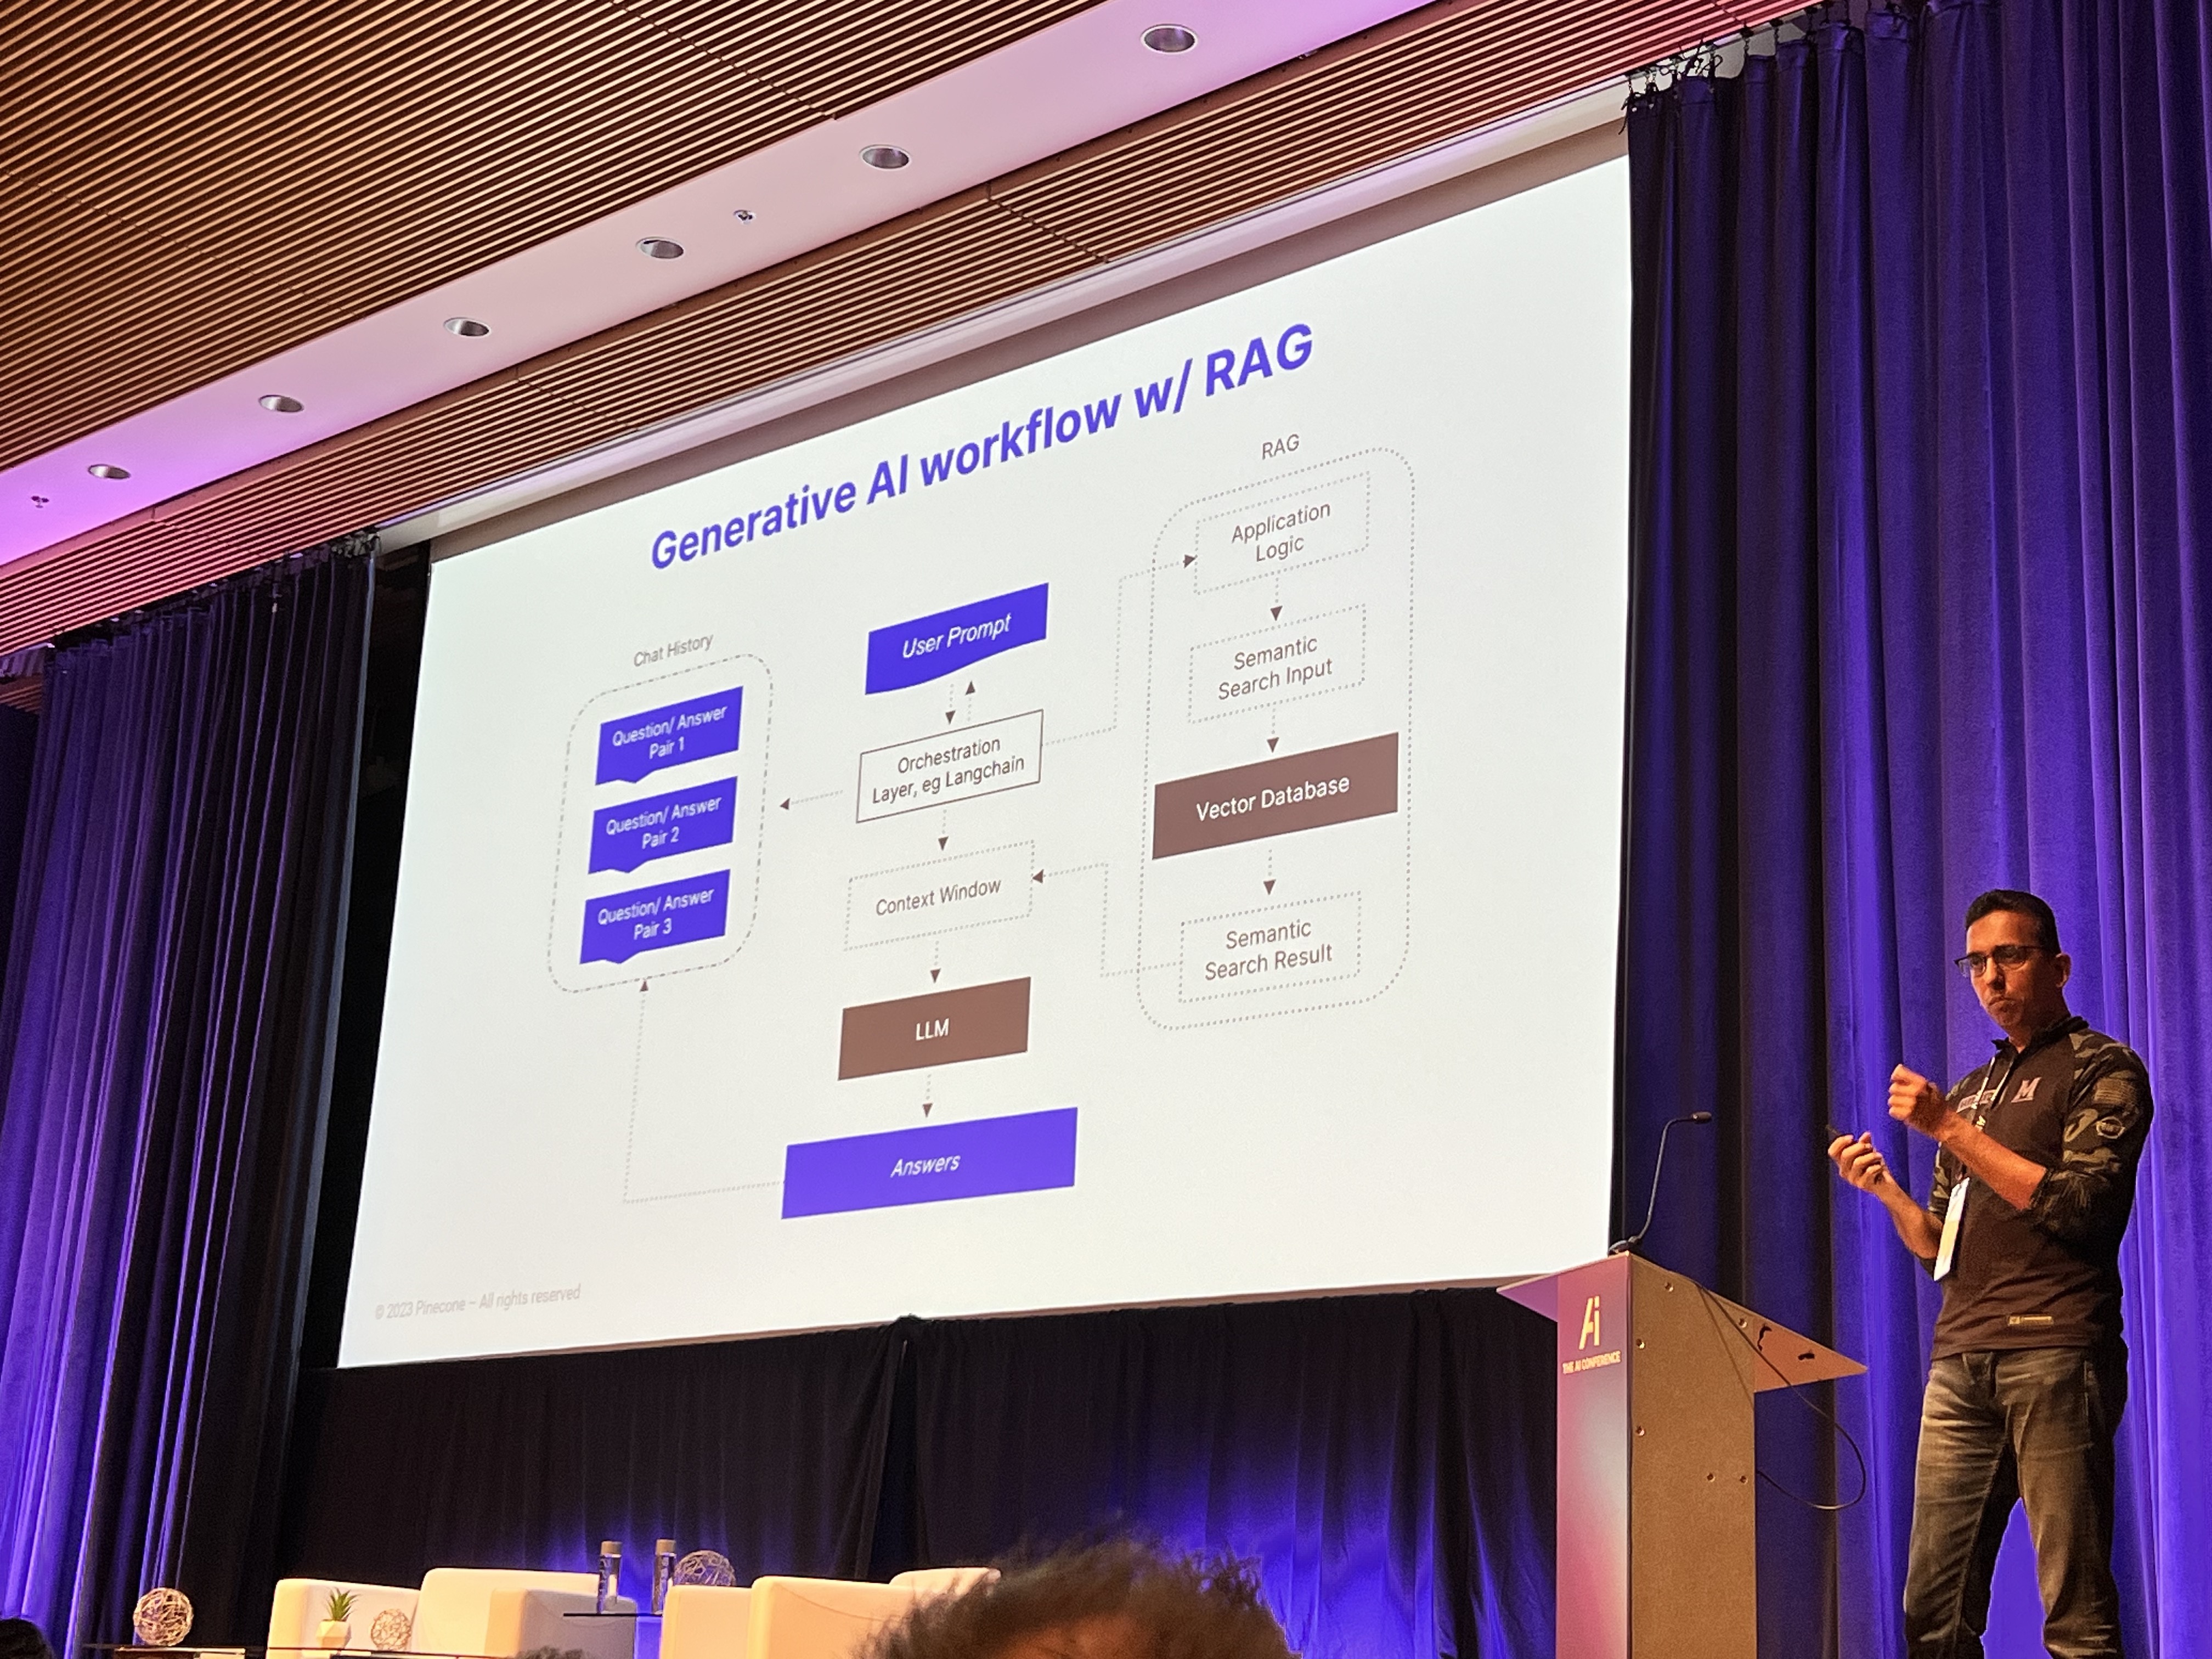 Generative AI workflow w/ RAG
Chat History
Question/ Answer
Pair 1
Question/ Answer
Pair 2
Question/ Answer
Pair 3
User Prompt
Orchestration
Layer, eg Langchain
Context Window
LLM
Answers
RAG
Application
Logic
Semantic
Search Input
Vector Database
Semantic
Search Result
© 2023 Pinecone – All rights reserved
Ai
THE AI CONFERENCE
M